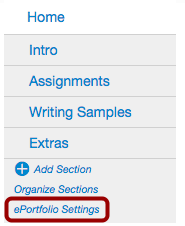 Home
Intro
Assignments
Writing Samples
Extras
Add Section
Organize Sections
ePortfolio Settings